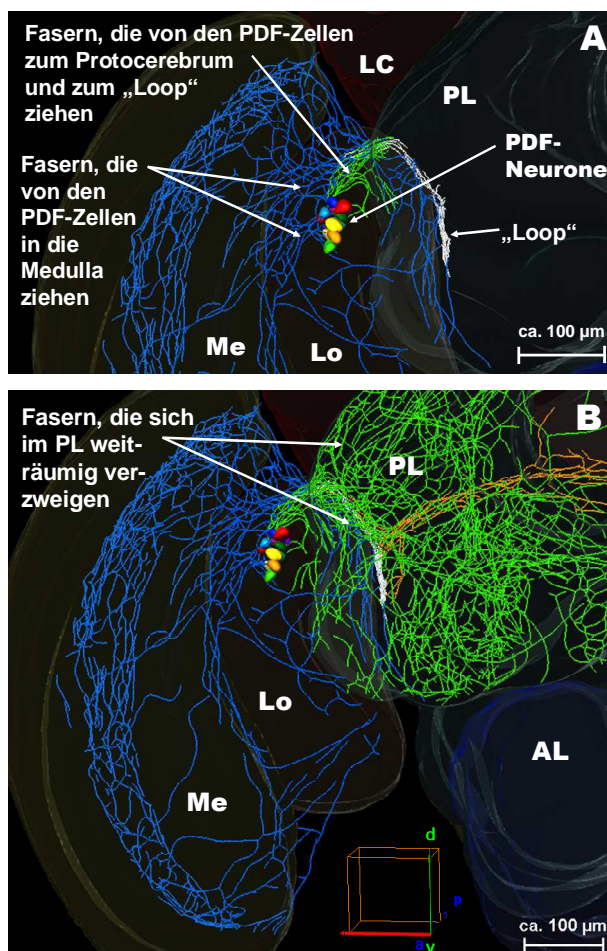 Fasern, die von den PDF-Zellen
zum Protocerebrum
und zum „Loop“
ziehen
LC
A
PL
PDF-
Neurone
Fasern, die
von den
PDF-Zellen
in die
Medulla
ziehen
„Loop“
Me
Lo
ca. 100 µm
Fasern, die sich
im PL weit-
räumig ver-
zweigen
B
PL
Lo
Me
AL
d
p
a
v
ca. 100 µm